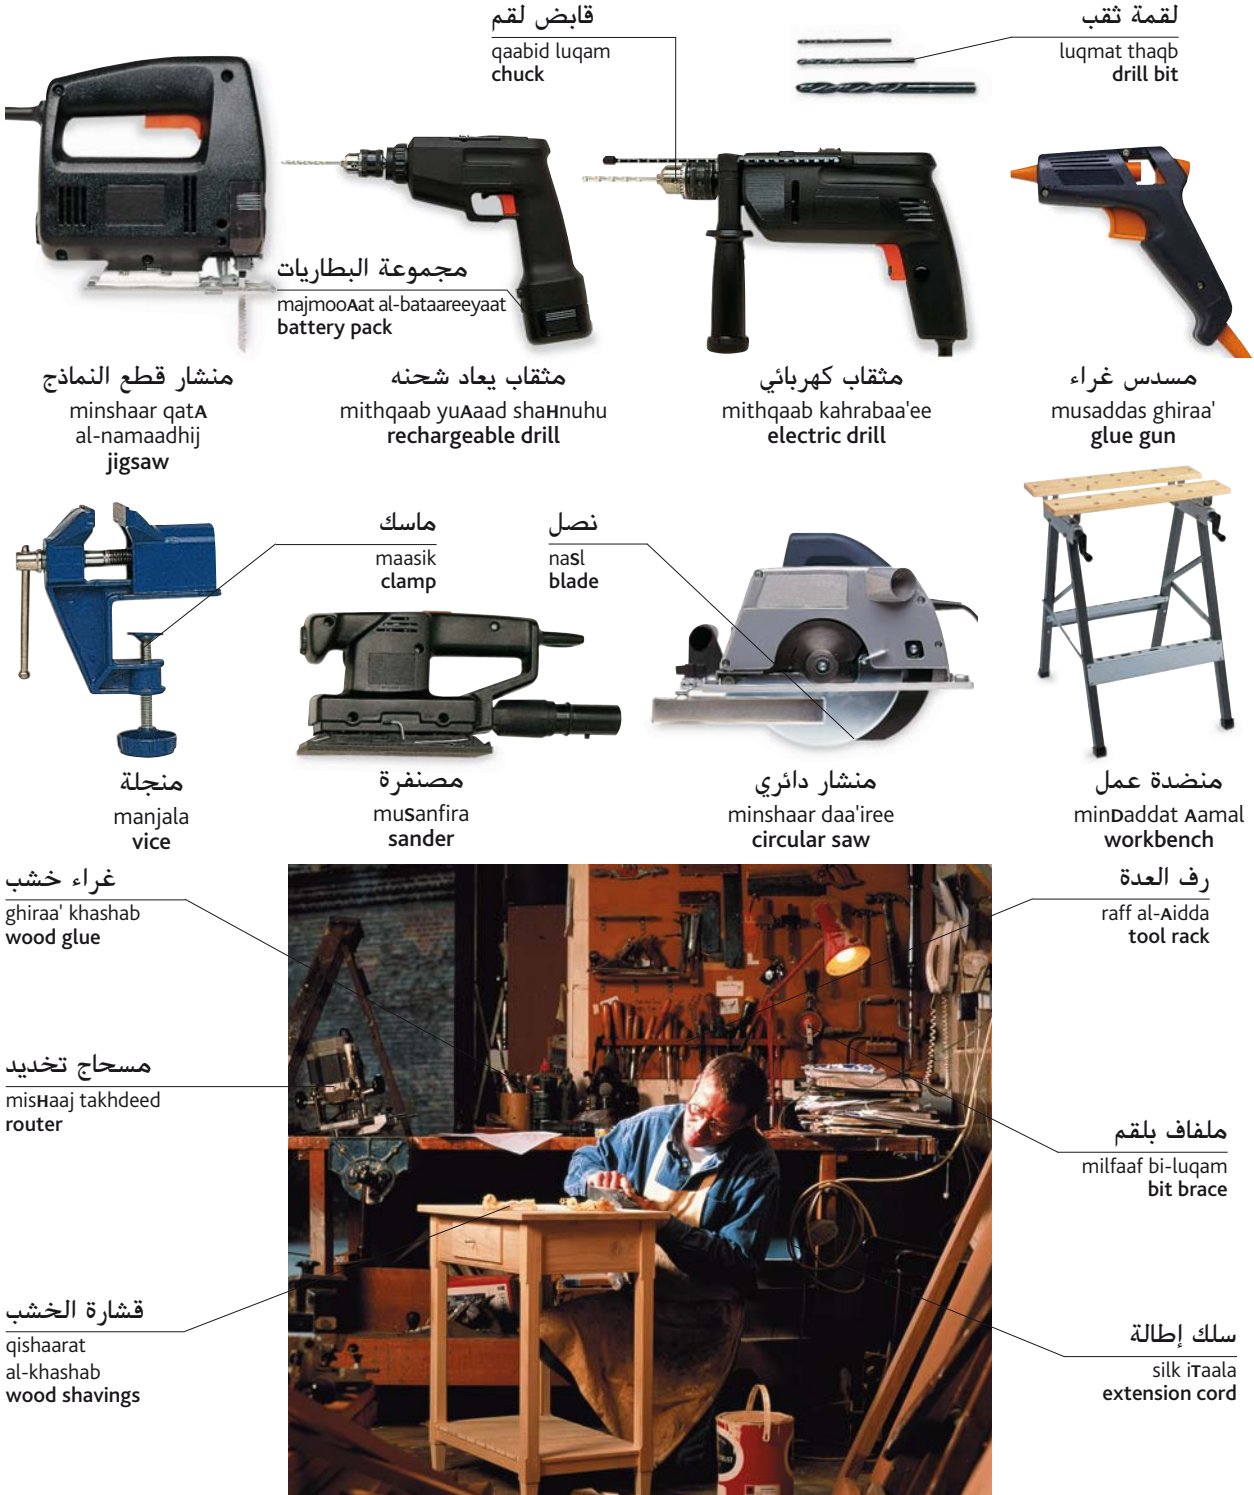 قابض لقم
qaabid luqam
chuck
لقمة ثقب
luqmat thaqb
drill bit
مجموعة البطاريات
majmooAat al-bataareeyaat
battery pack
منشار قطع النماذج
minshaar qatA
al-namaadhij
jigsaw
مثقاب يعاد شحنه
mithqaab yuAaad shaHnuhu
rechargeable drill
مثقاب كهربائي
mithqaab kahrabaa'ee
electric drill
مسدس غراء
musaddas ghiraa'
glue gun
ماسك
maasik
clamp
نصل
naSl
blade
منجلة
manjala
vice
مصنفرة
muSanfira
sander
منشار دائري
minshaar daa'iree
circular saw
منضدة عمل
minDaddat Aamal
workbench
غراء خشب
ghiraa' khashab
wood glue
رف العدة
raff al-Aidda
tool rack
مسحاج تخديد
misHaaj takhdeed
router
ملفاف بلقم
milfaaf bi-luqam
bit brace
قشارة الخشب
qishaarat
al-khashab
wood shavings
سلك إطالة
silk iTaala
extension cord